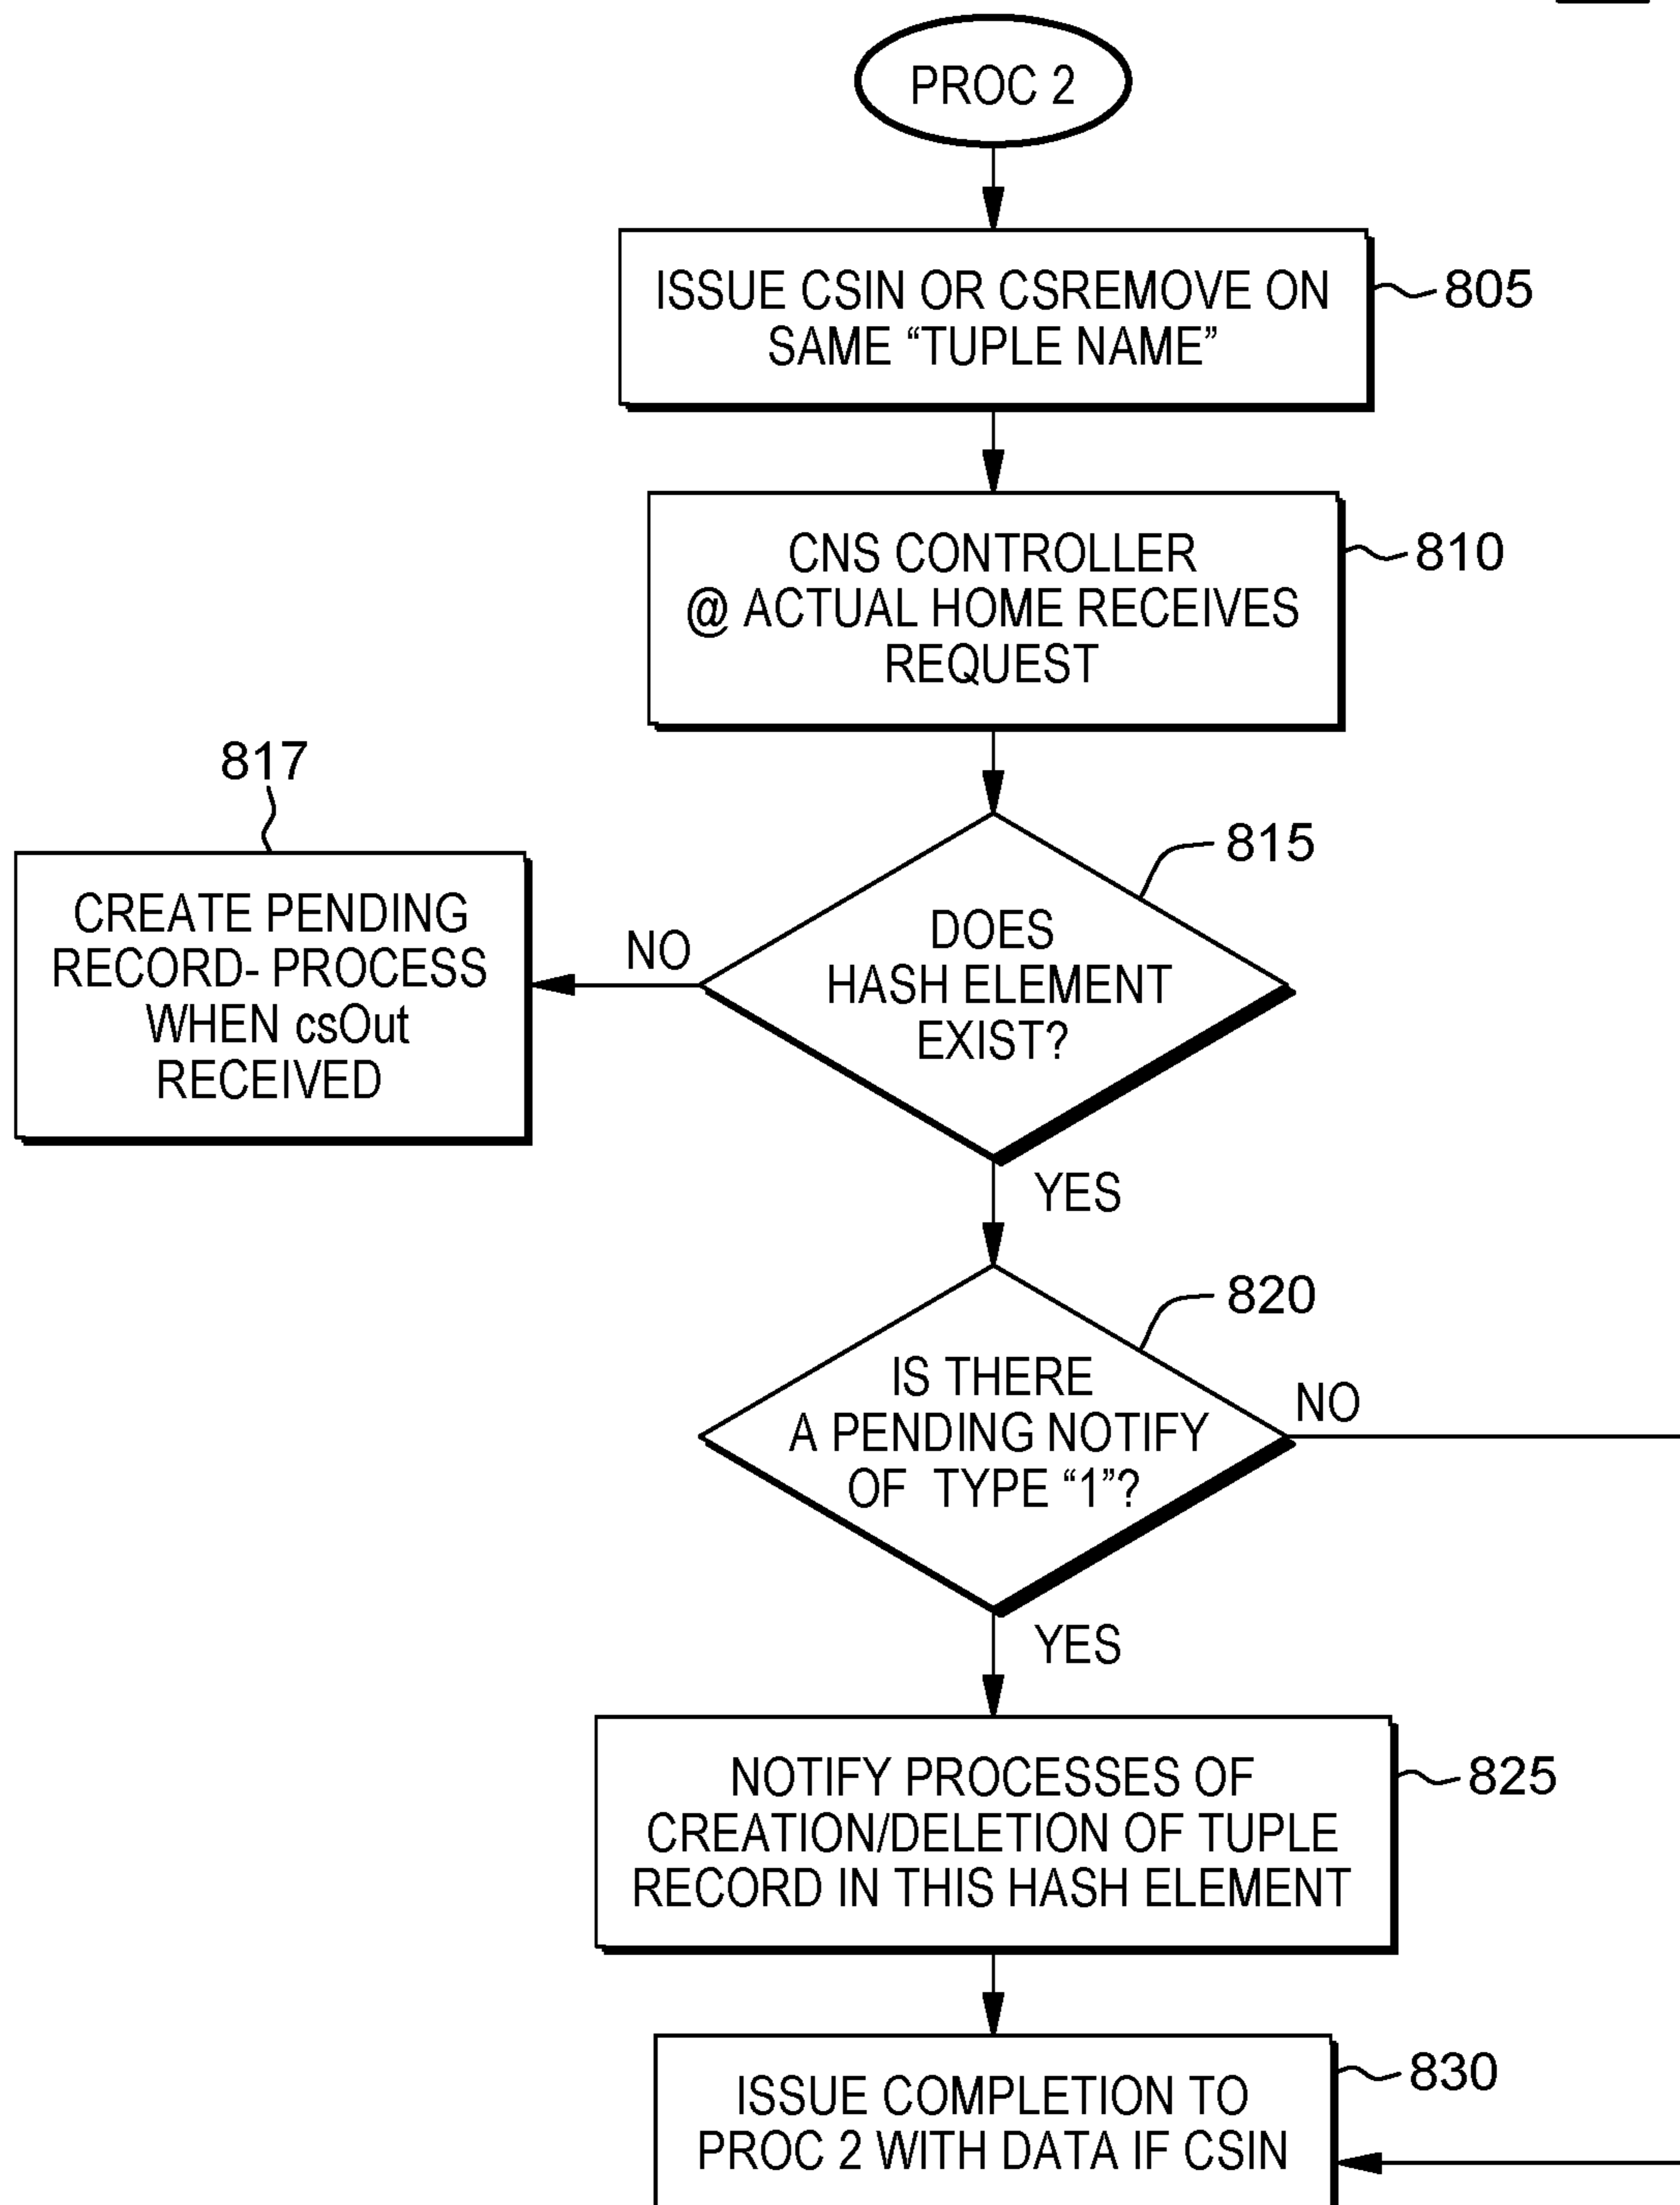 PROC 2
ISSUE CSIN OR CSREMOVE ON
SAME “TUPLE NAME”
805
CNS CONTROLLER
@ ACTUAL HOME RECEIVES
REQUEST
810
817
CREATE PENDING
RECORD- PROCESS
WHEN csOut
RECEIVED
NO
815
DOES
HASH ELEMENT
EXIST?
YES
820
IS THERE
A PENDING NOTIFY
OF TYPE “1”?
NO
YES
NOTIFY PROCESSES OF
CREATION/DELETION OF TUPLE
RECORD IN THIS HASH ELEMENT
825
ISSUE COMPLETION TO
PROC 2 WITH DATA IF CSIN
830